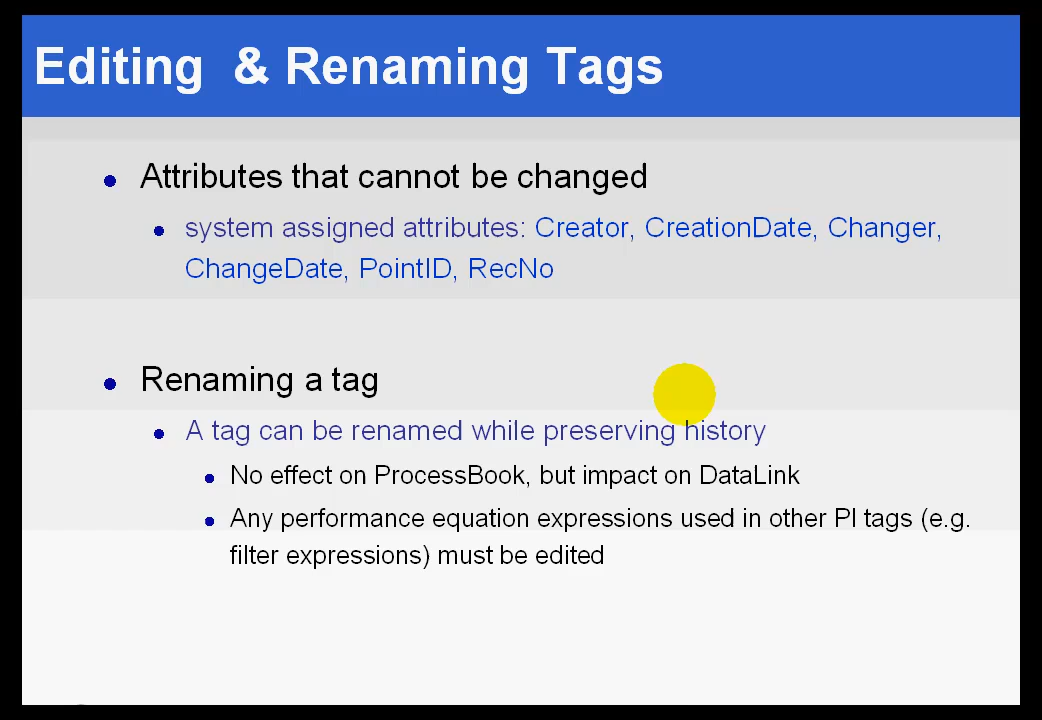 Editing & Renaming Tags
Attributes that cannot be changed
system assigned attributes: Creator, CreationDate, Changer,
ChangeDate, PointID, RecNo
Renaming a tag
A tag can be renamed while preserving history
No effect on ProcessBook, but impact on DataLink
Any performance equation expressions used in other PI tags (e.g.
filter expressions) must be edited